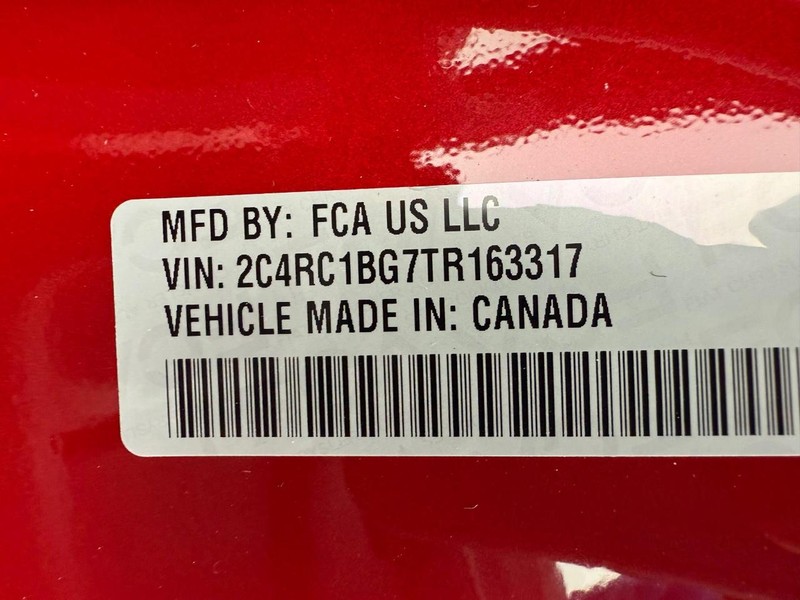 MFD BY: FCA US LLC
VIN: 2C4RC1BG7TR163317
VEHICLE MADE IN: CANADA